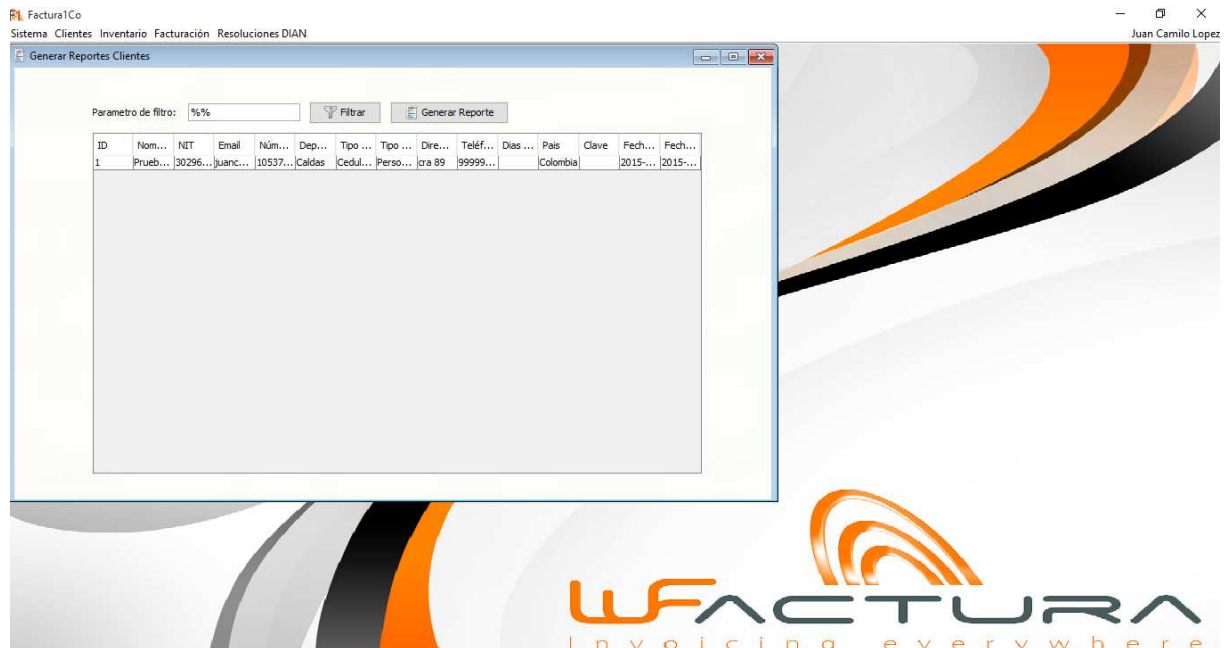 Factura1Co
Sistema Clientes Inventario Facturación Resoluciones DIAN Juan Camilo Lopez
Generar Reportes Clientes
Parametro de filtro: %% Filtrar Generar Reporte
ID Nom... NIT Email Núm... Dep... Tipo ... Tipo ... Dire... Teléf... Dias ... Pais Clave Fech... Fech...
1 Prueb... 30296... juanc... 10537... Caldas Cedul... Perso... cra 89 99999... Colombia 2015-... 2015-...
wFACTURA
Invoicing everywhere